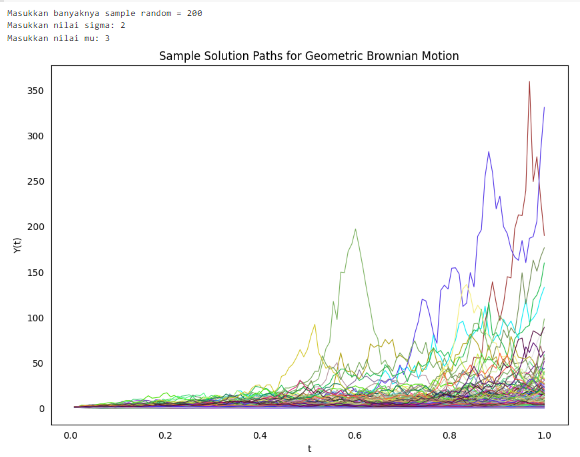 Masukkan banyaknya sample random = 200
Masukkan nilai sigma: 2
Masukkan nilai mu: 3
Sample Solution Paths for Geometric Brownian Motion
350
300
250
200
150
100
50
0
Y(t)
0.0 0.2 0.4 0.6 0.8 1.0
t